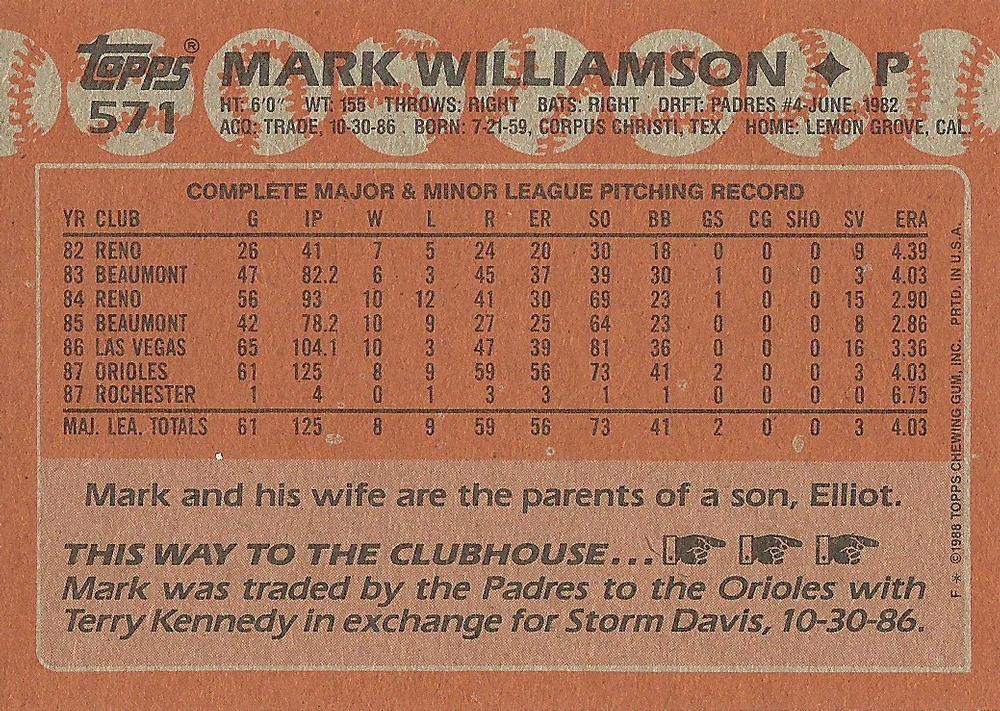 topps® MARK WILLIAMSON ✦ P
571 HT: 6'0" WT: 155 THROWS: RIGHT BATS: RIGHT DRFT: PADRES #4-JUNE, 1982
ACQ: TRADE, 10-30-86 BORN: 7-21-59, CORPUS CHRISTI, TEX. HOME: LEMON GROVE, CAL.
COMPLETE MAJOR & MINOR LEAGUE PITCHING RECORD
YR CLUB G IP W L R ER SO BB GS CG SHO SV ERA
82 RENO 26 41 7 5 24 20 30 18 0 0 0 9 4.39
83 BEAUMONT 47 82.2 6 3 45 37 39 30 1 0 0 3 4.03
84 RENO 56 93 10 12 41 30 69 23 1 0 0 15 2.90
85 BEAUMONT 42 78.2 10 9 27 25 64 23 0 0 0 8 2.86
86 LAS VEGAS 65 104.1 10 3 47 39 81 36 0 0 0 16 3.36
87 ORIOLES 61 125 8 9 59 56 73 41 2 0 0 3 4.03
87 ROCHESTER 1 4 0 1 3 3 1 1 0 0 0 0 6.75
MAJ. LEA. TOTALS 61 125 8 9 59 56 73 41 2 0 0 3 4.03
Mark and his wife are the parents of a son, Elliot.
THIS WAY TO THE CLUBHOUSE...
Mark was traded by the Padres to the Orioles with
Terry Kennedy in exchange for Storm Davis, 10-30-86.
F * ©1988 TOPPS CHEWING GUM, INC. PRTD. IN U.S.A.